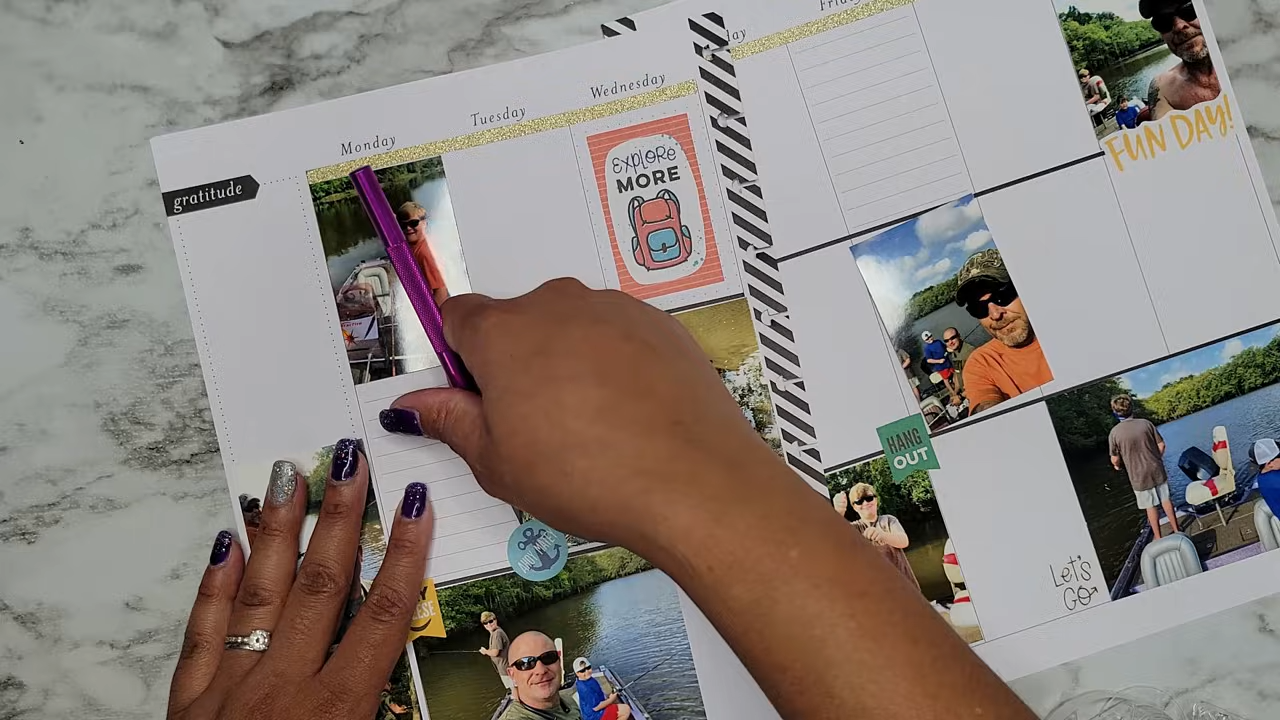 Monday
Tuesday
Wednesday
gratitude
EXPLORE
MORE
FUN DAY!
HANG
OUT
LET'S
GO